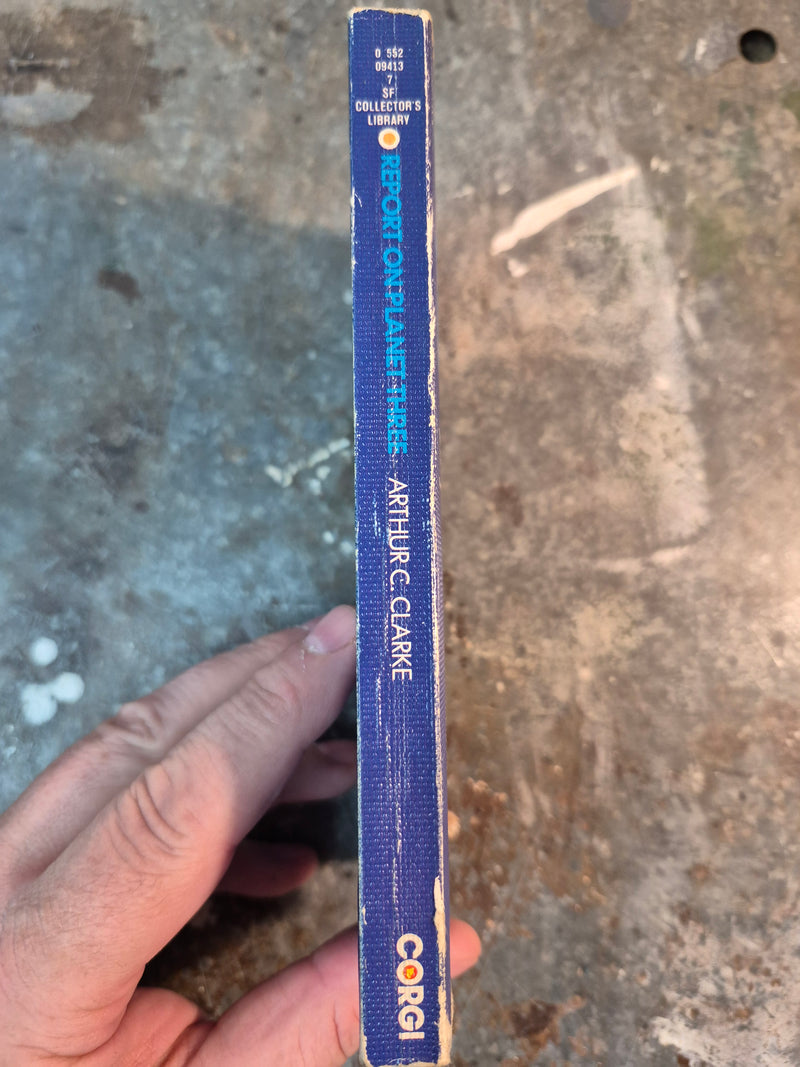 0 552
09413
7
SF
COLLECTOR'S
LIBRARY
REPORT ON PLANET THREE ARTHUR C. CLARKE
CORGI